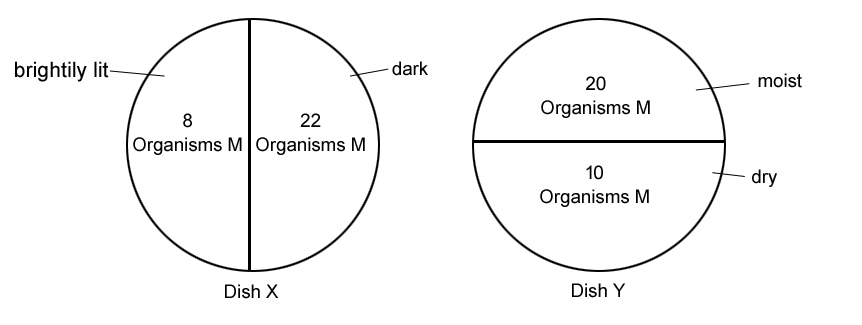 brightily lit
dark
8
Organisms M
22
Organisms M
Dish X
20
Organisms M
moist
10
Organisms M
dry
Dish Y